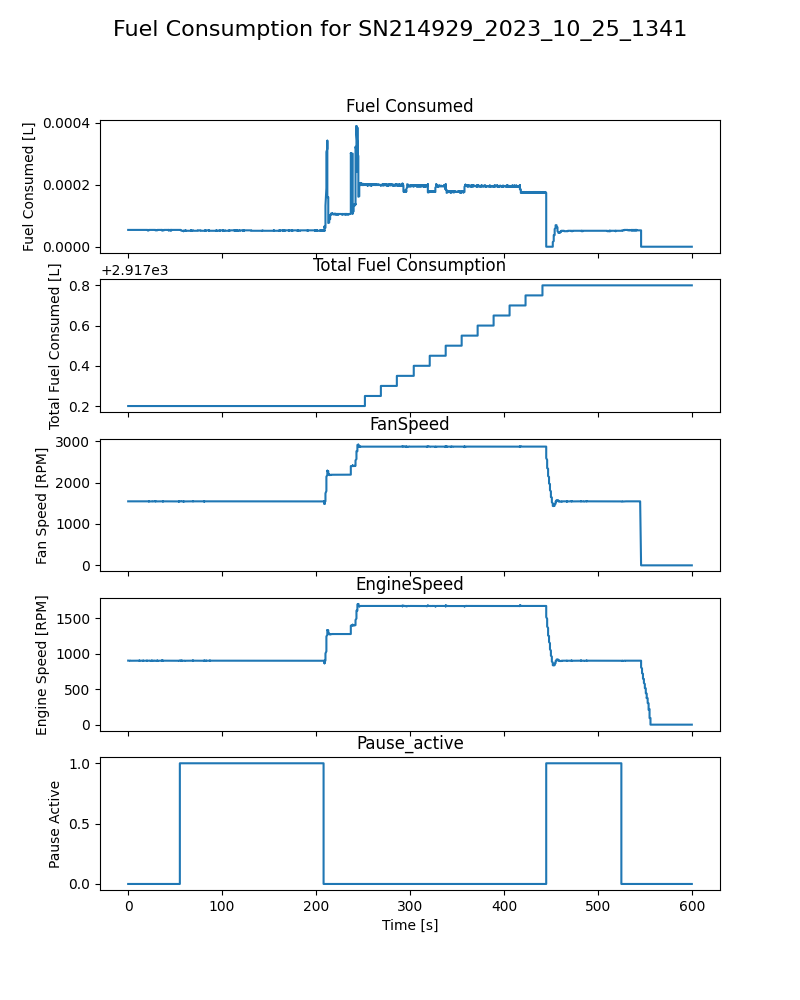 Fuel Consumption for SN214929_2023_10_25_1341
Fuel Consumed
Fuel Consumed [L]
0.0004
0.0002
0.0000
Total Fuel Consumption
+2.917e3
Total Fuel Consumed [L]
0.8
0.6
0.4
0.2
FanSpeed
Fan Speed [RPM]
3000
2000
1000
0
EngineSpeed
Engine Speed [RPM]
1500
1000
500
0
Pause_active
Pause Active
1.0
0.5
0.0
0 100 200 300 400 500 600
Time [s]